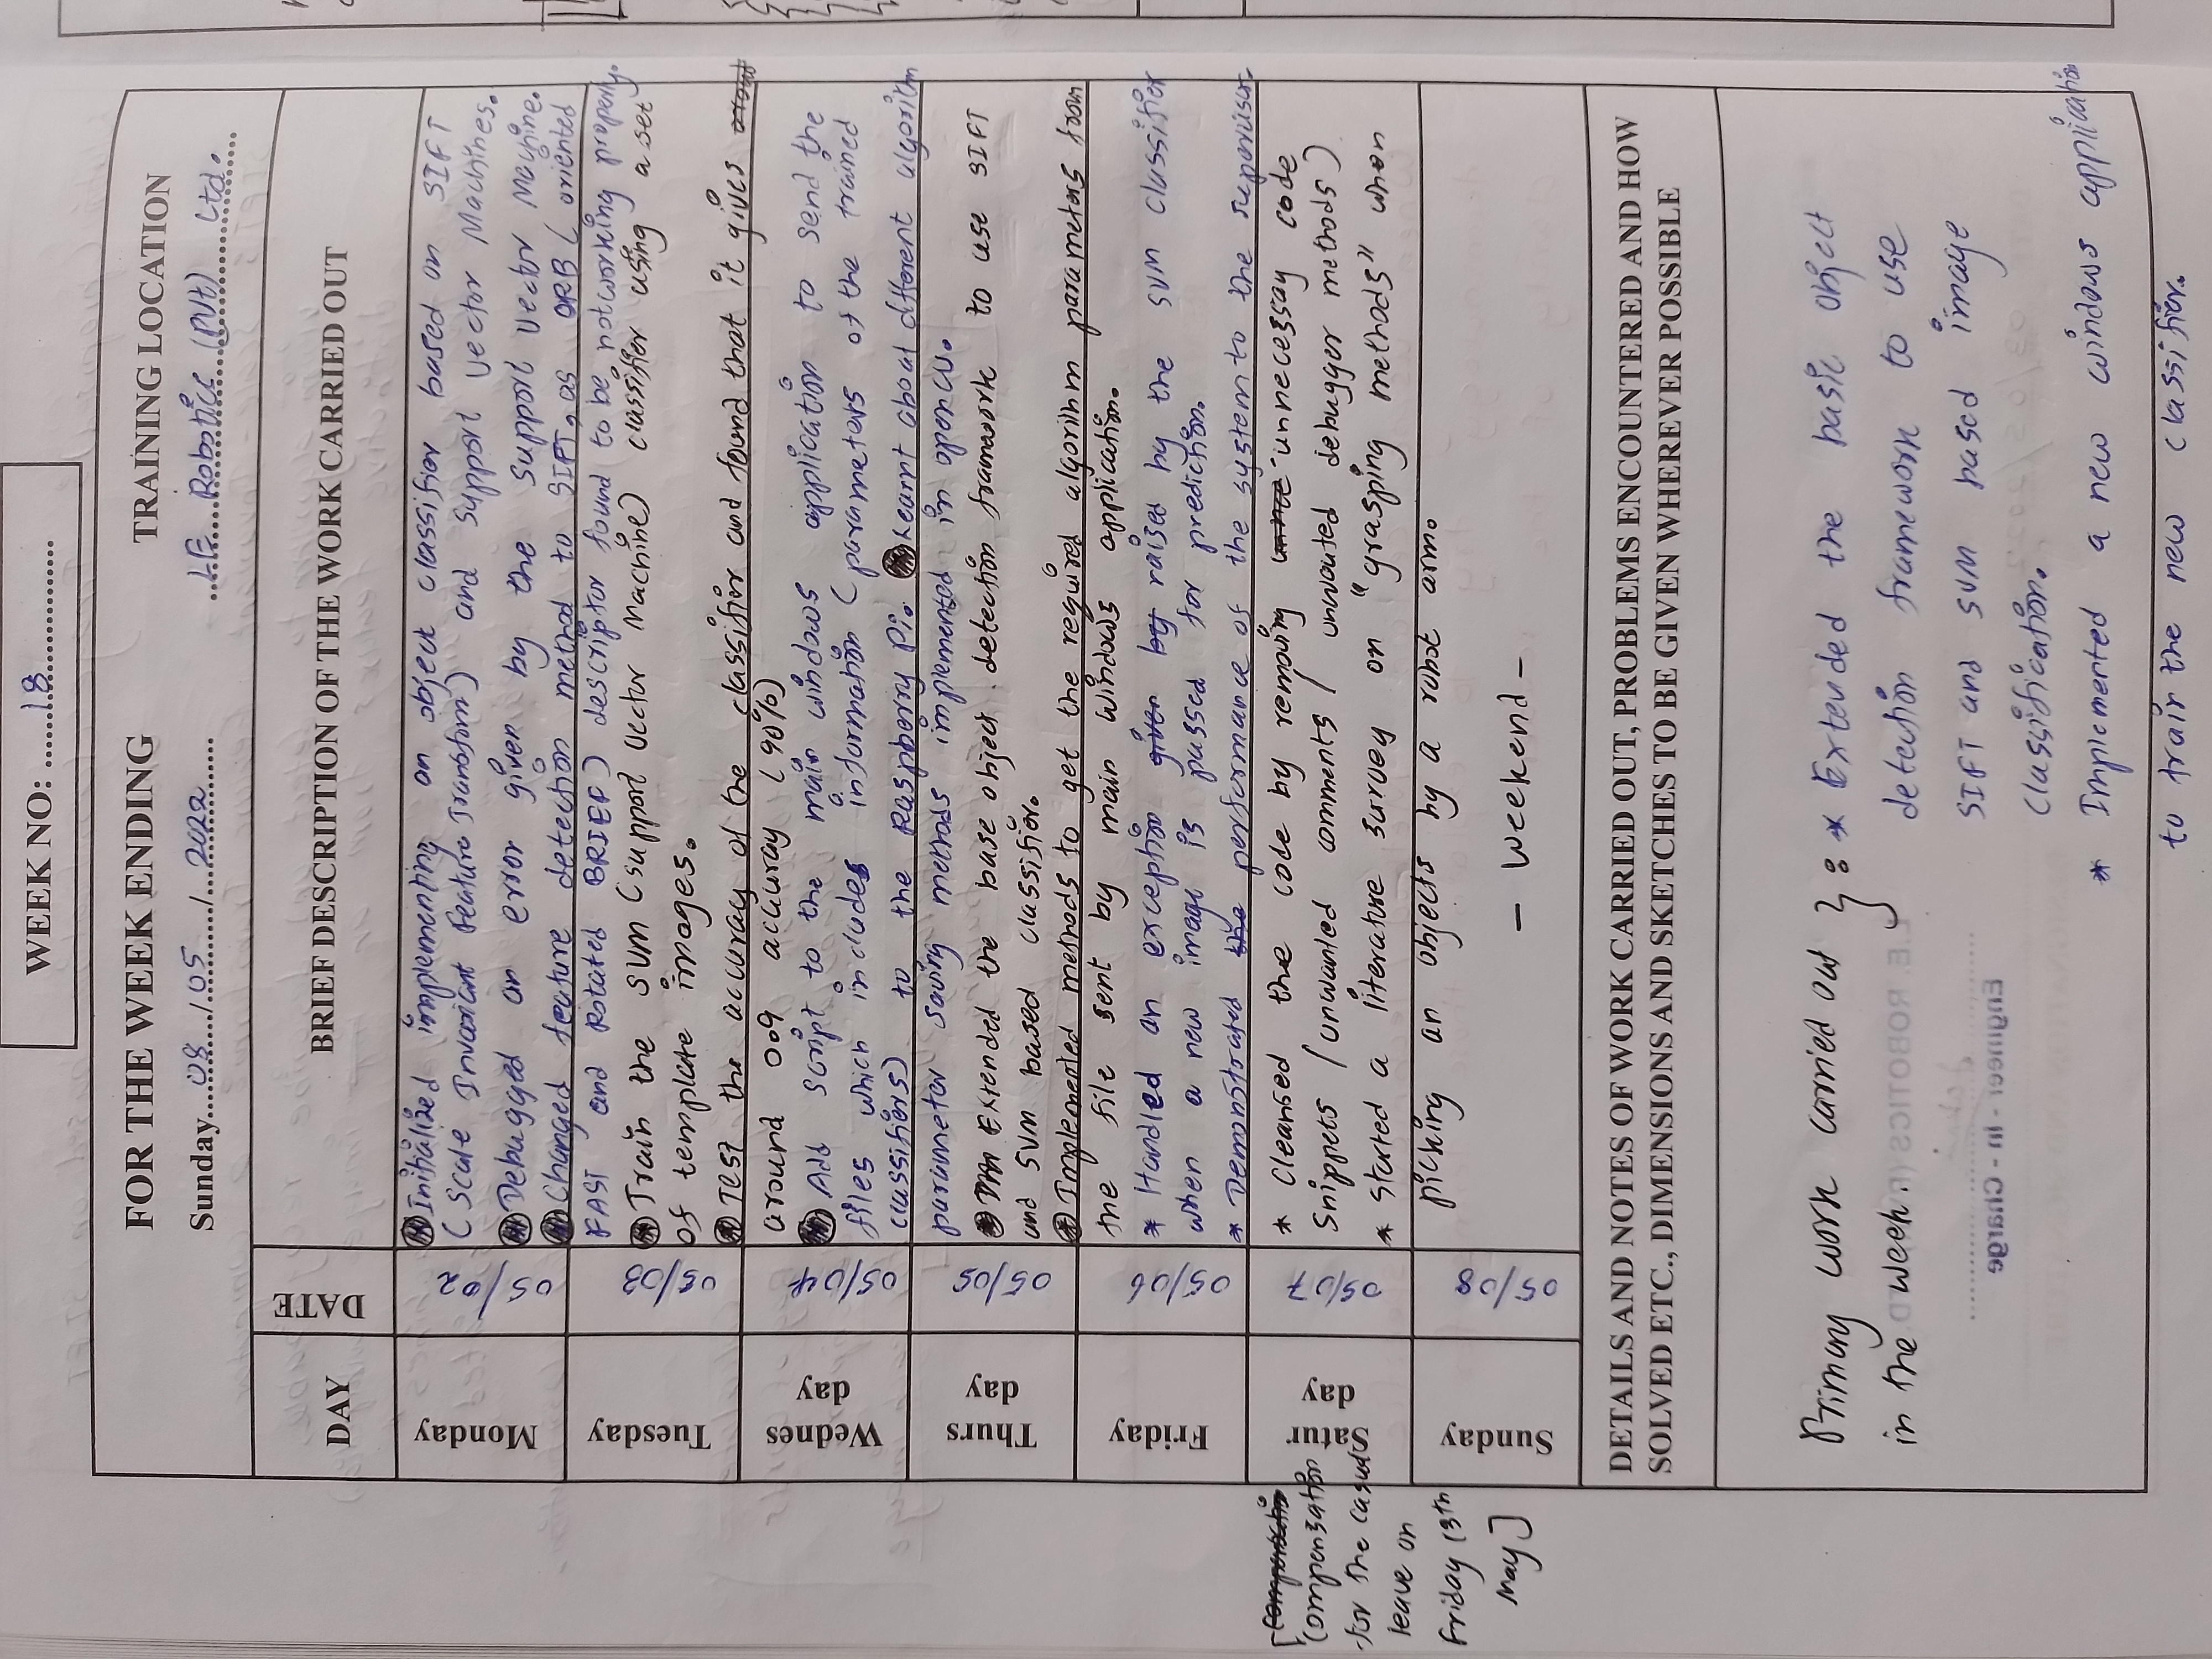 WEEK NO: ......18......
FOR THE WEEK ENDING
TRAINING LOCATION
Sunday...08.../...05.../...2022...
LE Robotics (Pvt) Ltd.
DAY
DATE
BRIEF DESCRIPTION OF THE WORK CARRIED OUT
Monday
05/02
Initialized implementing an object classifier based on SIFT
(Scale Invariant Feature Transform) and Support Vector Machines.
Debugged an error given by the Support Vector Machine.
Changed feature detection method to SIFT, as ORB (oriented
FAST and Rotated BRIEF) descriptor found to be not working properly.
Tuesday
05/03
Train the SVM (Support Vector Machine) classifier using a set
of template images.
Test the accuracy of the classifier and found that it gives
around 0.9 accuracy (90%)
Wednes
day
05/04
Add script to the main windows application to send the
files which includes information (parameters of the trained
classifiers) to the Raspberry Pi. Learnt about different algorithm
parameter saving methods implemented in opencv.
Thurs
day
05/05
Extended the base object detection framework to use SIFT
and SVM based classifier.
Implemented methods to get the required algorithm parameters from
the file sent by main windows application.
Friday
05/06
* Handled an exception given by raised by the SVM classifier
when a new image is passed for prediction.
* Demonstrated the performance of the system to the supervisor.
Satur
day
05/07
* Cleansed the code by removing unnece unnecessay code
Snippets /unwanted comments / unwanted debugger methods)
* Started a literature survey on "grasping methods" when
picking an objects by a robot arm.
[compensation
compensation
for the casual
leave on
Friday 13th
May]
Sunday
05/08
- Weekend -
DETAILS AND NOTES OF WORK CARRIED OUT, PROBLEMS ENCOUNTERED AND HOW
SOLVED ETC., DIMENSIONS AND SKETCHES TO BE GIVEN WHEREVER POSSIBLE
Primary work carried out } : * Extended the basic object
in the week. detection framework to use
SIFT and SVM based image
classification.
* Implemented a new windows application
to train the new classifier.